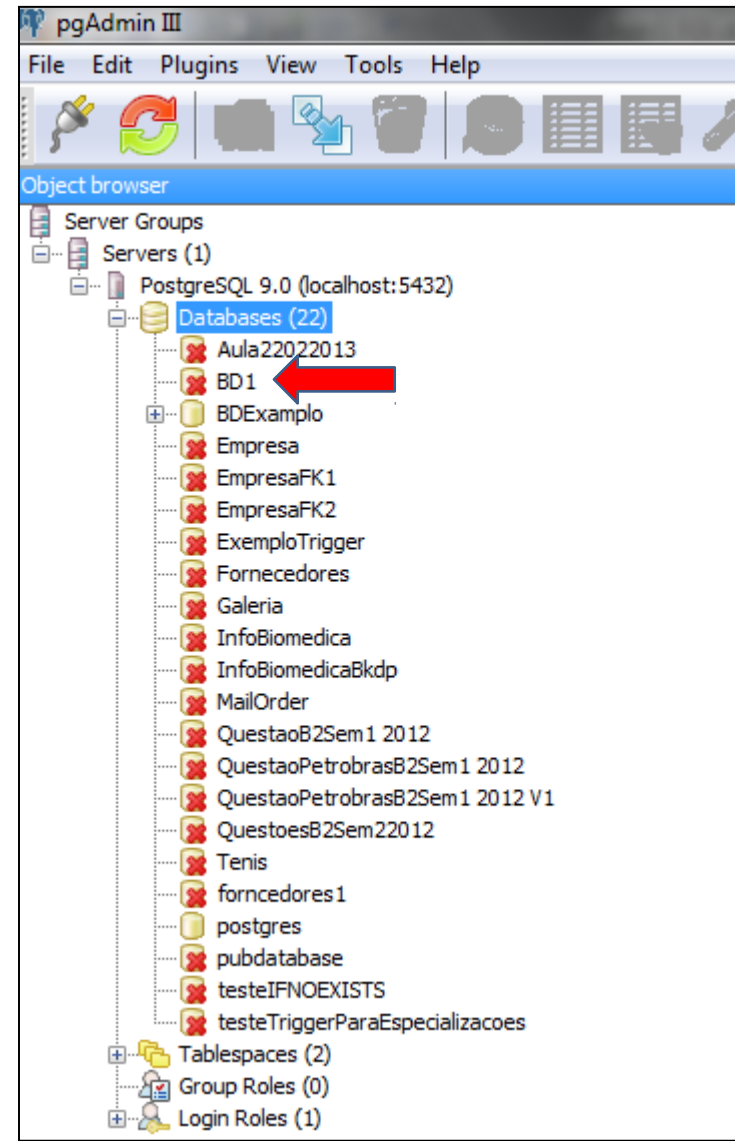 pgAdmin III
File Edit Plugins View Tools Help
Object browser
Server Groups
Servers (1)
PostgreSQL 9.0 (localhost:5432)
Databases (22)
Aula22022013
BD1
BDExamplo
Empresa
EmpresaFK1
EmpresaFK2
ExemploTrigger
Fornecedores
Galeria
InfoBiomedica
InfoBiomedicaBkdp
MailOrder
QuestaoB2Sem1 2012
QuestaoPetrobrasB2Sem1 2012
QuestaoPetrobrasB2Sem1 2012 V1
QuestoesB2Sem22012
Tenis
forncedores1
postgres
pubdatabase
testeIFNOEXISTS
testeTriggerParaEspecializacoes
Tablespaces (2)
Group Roles (0)
Login Roles (1)